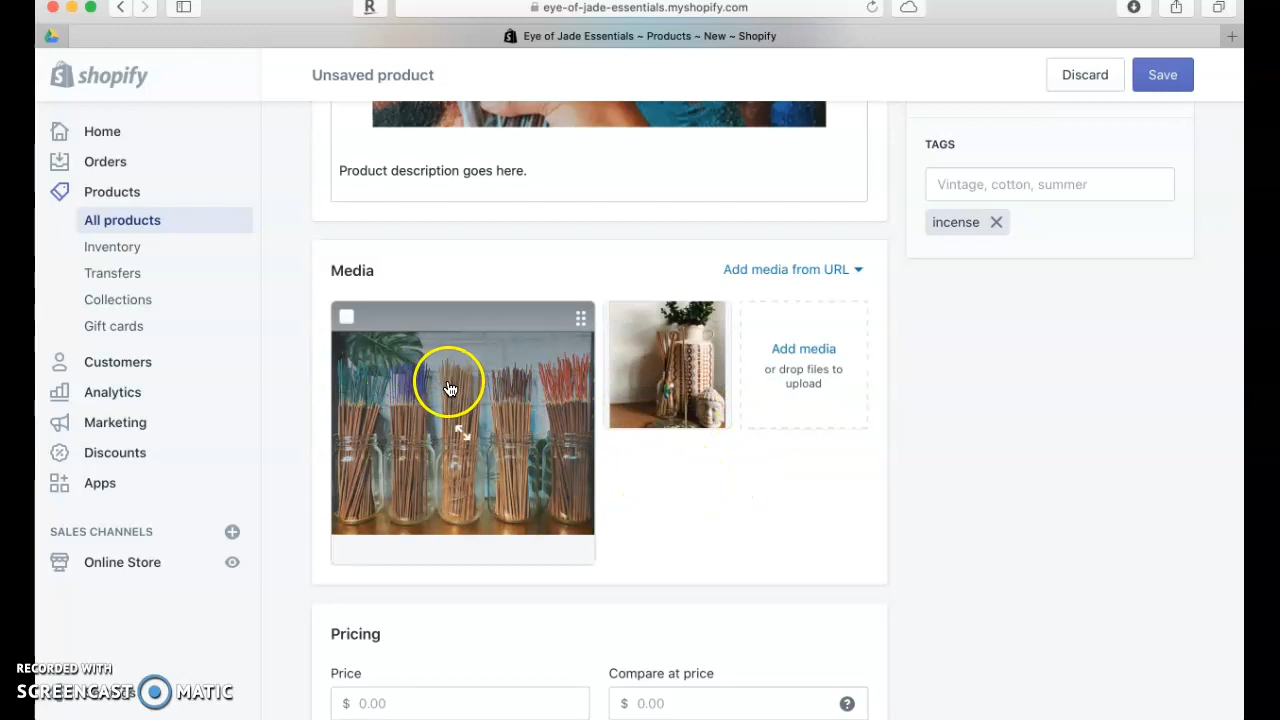 eye-of-jade-essentials.myshopify.com
Eye of Jade Essentials ~ Products ~ New ~ Shopify
shopify
Unsaved product
Discard
Save
Home
Orders
Products
All products
Inventory
Transfers
Collections
Gift cards
Customers
Analytics
Marketing
Discounts
Apps
SALES CHANNELS
Online Store
Product description goes here.
Media
Add media from URL
Add media
or drop files to
upload
Pricing
Price
Compare at price
$ 0.00
$ 0.00
TAGS
Vintage, cotton, summer
incense
RECORDED WITH
SCREENCAST MATIC